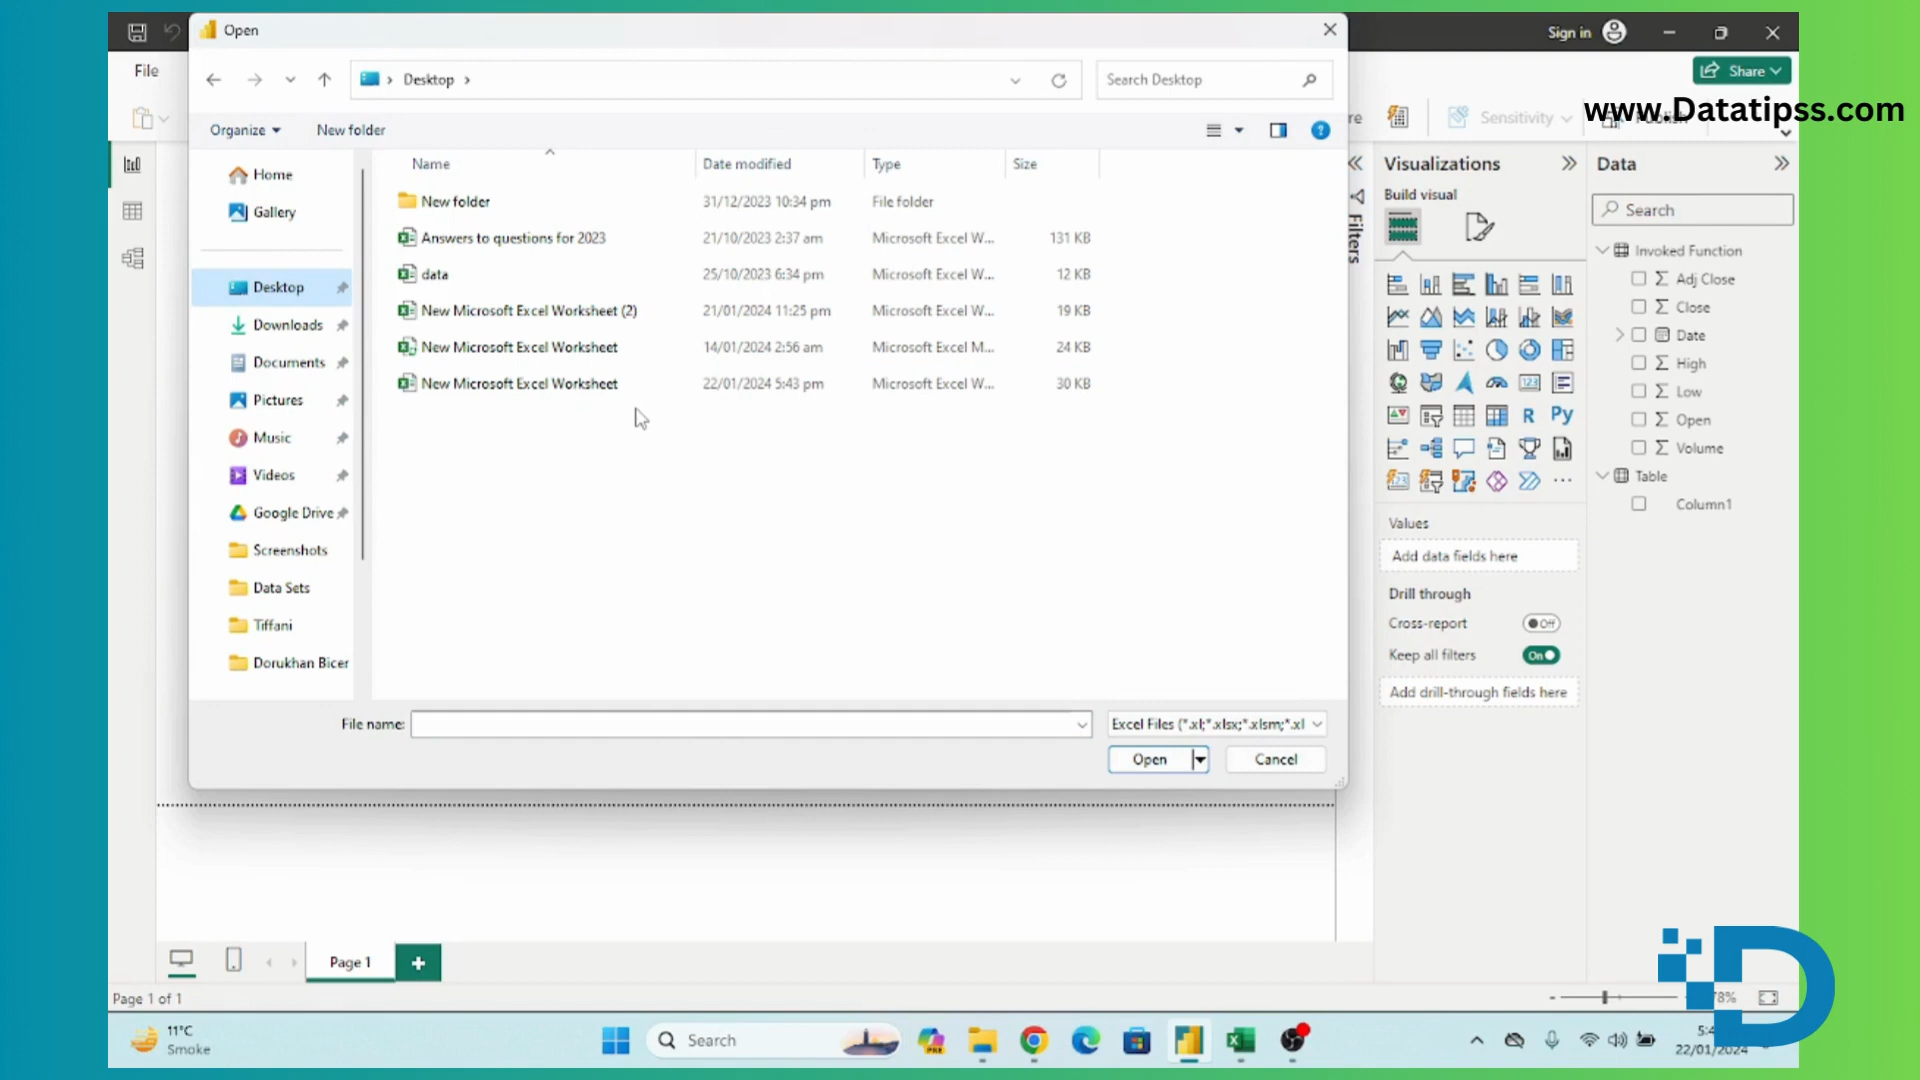 Open
Sign in
File
Desktop
Search Desktop
Share
www.Datatipss.com
Organize
New folder
Sensitivity
Name
Date modified
Type
Size
Home
Gallery
Desktop
Downloads
Documents
Pictures
Music
Videos
Google Drive
Screenshots
Data Sets
Tiffani
Dorukhan Bicer
New folder 31/12/2023 10:34 pm File folder
Answers to questions for 2023 21/10/2023 2:37 am Microsoft Excel W... 131 KB
data 25/10/2023 6:34 pm Microsoft Excel W... 12 KB
New Microsoft Excel Worksheet (2) 21/01/2024 11:25 pm Microsoft Excel W... 19 KB
New Microsoft Excel Worksheet 14/01/2024 2:56 am Microsoft Excel M... 24 KB
New Microsoft Excel Worksheet 22/01/2024 5:43 pm Microsoft Excel W... 30 KB
File name:
Excel Files (*.xl;*.xlsx;*.xlsm;*.xl
Open
Cancel
Filters
Visualizations
Build visual
R
Py
123
Values
Add data fields here
Drill through
Cross-report
Off
Keep all filters
On
Add drill-through fields here
Data
Search
Invoked Function
Adj Close
Close
Date
High
Low
Open
Volume
Table
Column1
Page 1
Page 1 of 1
11°C
Smoke
Search
PRE
22/01/2024
D